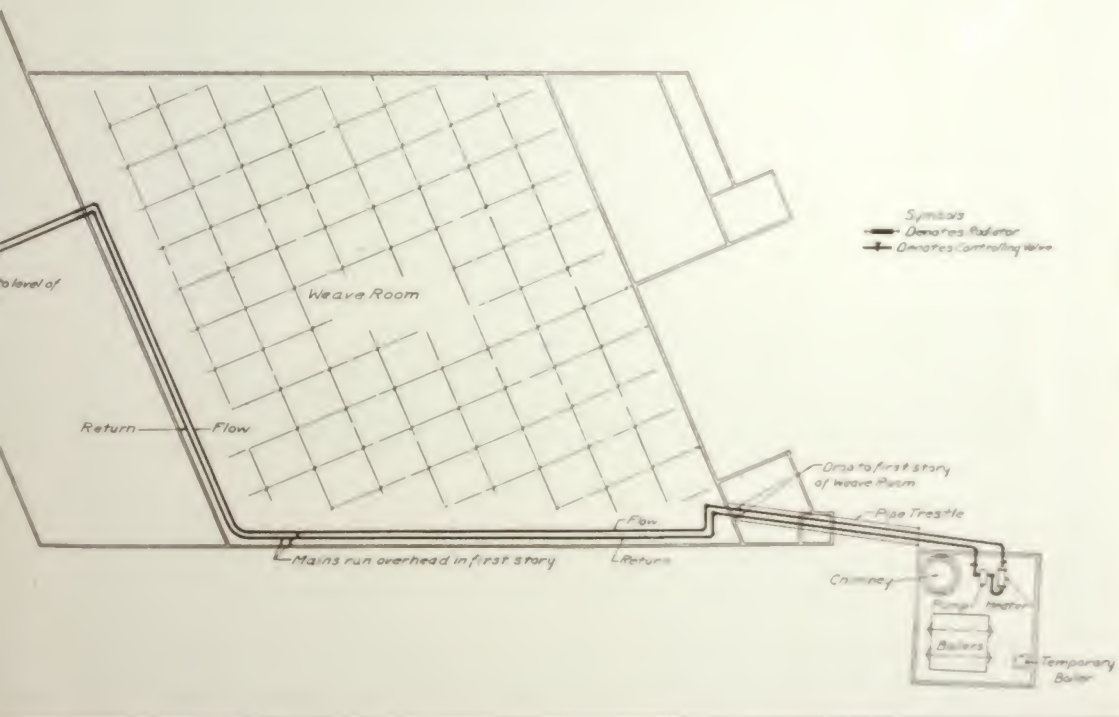 Symbols
Denotes Radiator
Denotes Controlling Valve
to level of
Weave Room
Return
Flow
Drop to first story
of Weave Room
Pipe Trestle
Flow
Return
Mains run overhead in first story
Chimney
Pump Heater
Boilers
Temporary
Boiler